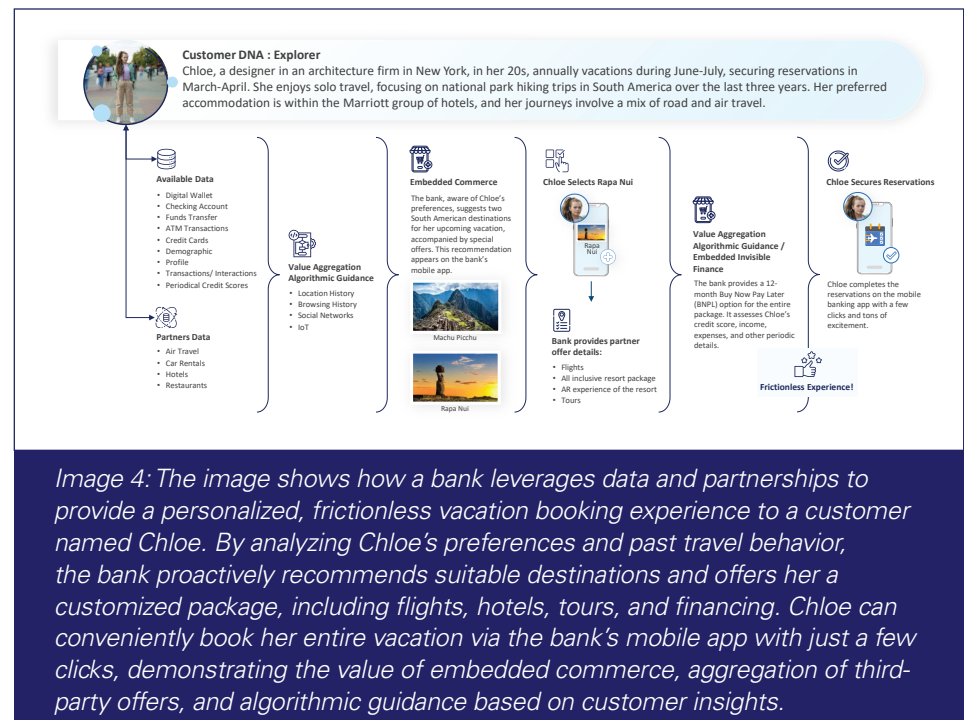 Customer DNA : Explorer
Chloe, a designer in an architecture firm in New York, in her 20s, annually vacations during June-July, securing reservations in
March-April. She enjoys solo travel, focusing on national park hiking trips in South America over the last three years. Her preferred
accommodation is within the Marriott group of hotels, and her journeys involve a mix of road and air travel.
Available Data
• Digital Wallet
• Checking Account
• Funds Transfer
• ATM Transactions
• Credit Cards
• Demographic
• Profile
• Transactions/ Interactions
• Periodical Credit Scores
Partners Data
• Air Travel
• Car Rentals
• Hotels
• Restaurants
Value Aggregation
Algorithmic Guidance
• Location History
• Browsing History
• Social Networks
• IoT
Embedded Commerce
The bank, aware of Chloe's
preferences, suggests two
South American destinations
for her upcoming vacation,
accompanied by special
offers. This recommendation
appears on the bank's
mobile app.
Machu Picchu
Rapa Nui
Chloe Selects Rapa Nui
Rapa
Nui
Bank provides partner
offer details:
• Flights
• All inclusive resort package
• AR experience of the resort
• Tours
Value Aggregation
Algorithmic Guidance /
Embedded Invisible
Finance
The bank provides a 12-
month Buy Now Pay Later
(BNPL) option for the entire
package. It assesses Chloe's
credit score, income,
expenses, and other periodic
details.
Chloe Secures Reservations
Chloe completes the
reservations on the mobile
banking app with a few
clicks and tons of
excitement.
Frictionless Experience!
Image 4: The image shows how a bank leverages data and partnerships to
provide a personalized, frictionless vacation booking experience to a customer
named Chloe. By analyzing Chloe's preferences and past travel behavior,
the bank proactively recommends suitable destinations and offers her a
customized package, including flights, hotels, tours, and financing. Chloe can
conveniently book her entire vacation via the bank's mobile app with just a few
clicks, demonstrating the value of embedded commerce, aggregation of third-
party offers, and algorithmic guidance based on customer insights.